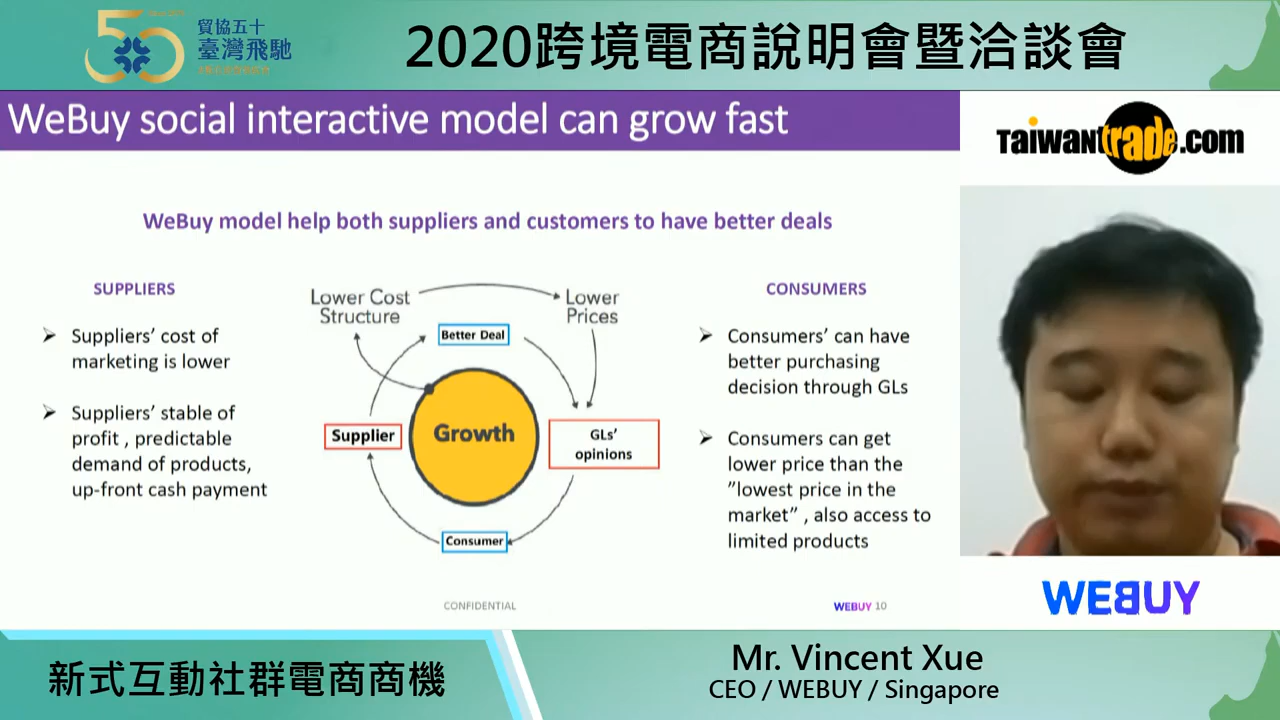 50
貿協五十
臺灣飛馳
2020跨境電商說明會暨洽談會
WeBuy social interactive model can grow fast
Taiwantrade.com
WeBuy model help both suppliers and customers to have better deals
SUPPLIERS
Suppliers’ cost of
marketing is lower
Suppliers’ stable of
profit , predictable
demand of products,
up-front cash payment
Lower Cost
Structure
Lower
Prices
Better Deal
Supplier
Growth
GLs’
opinions
Consumer
CONSUMERS
Consumers’ can have
better purchasing
decision through GLs
Consumers can get
lower price than the
”lowest price in the
market” , also access to
limited products
CONFIDENTIAL
WEBUY 10
WEBUY
新式互動社群電商商機
Mr. Vincent Xue
CEO / WEBUY / Singapore